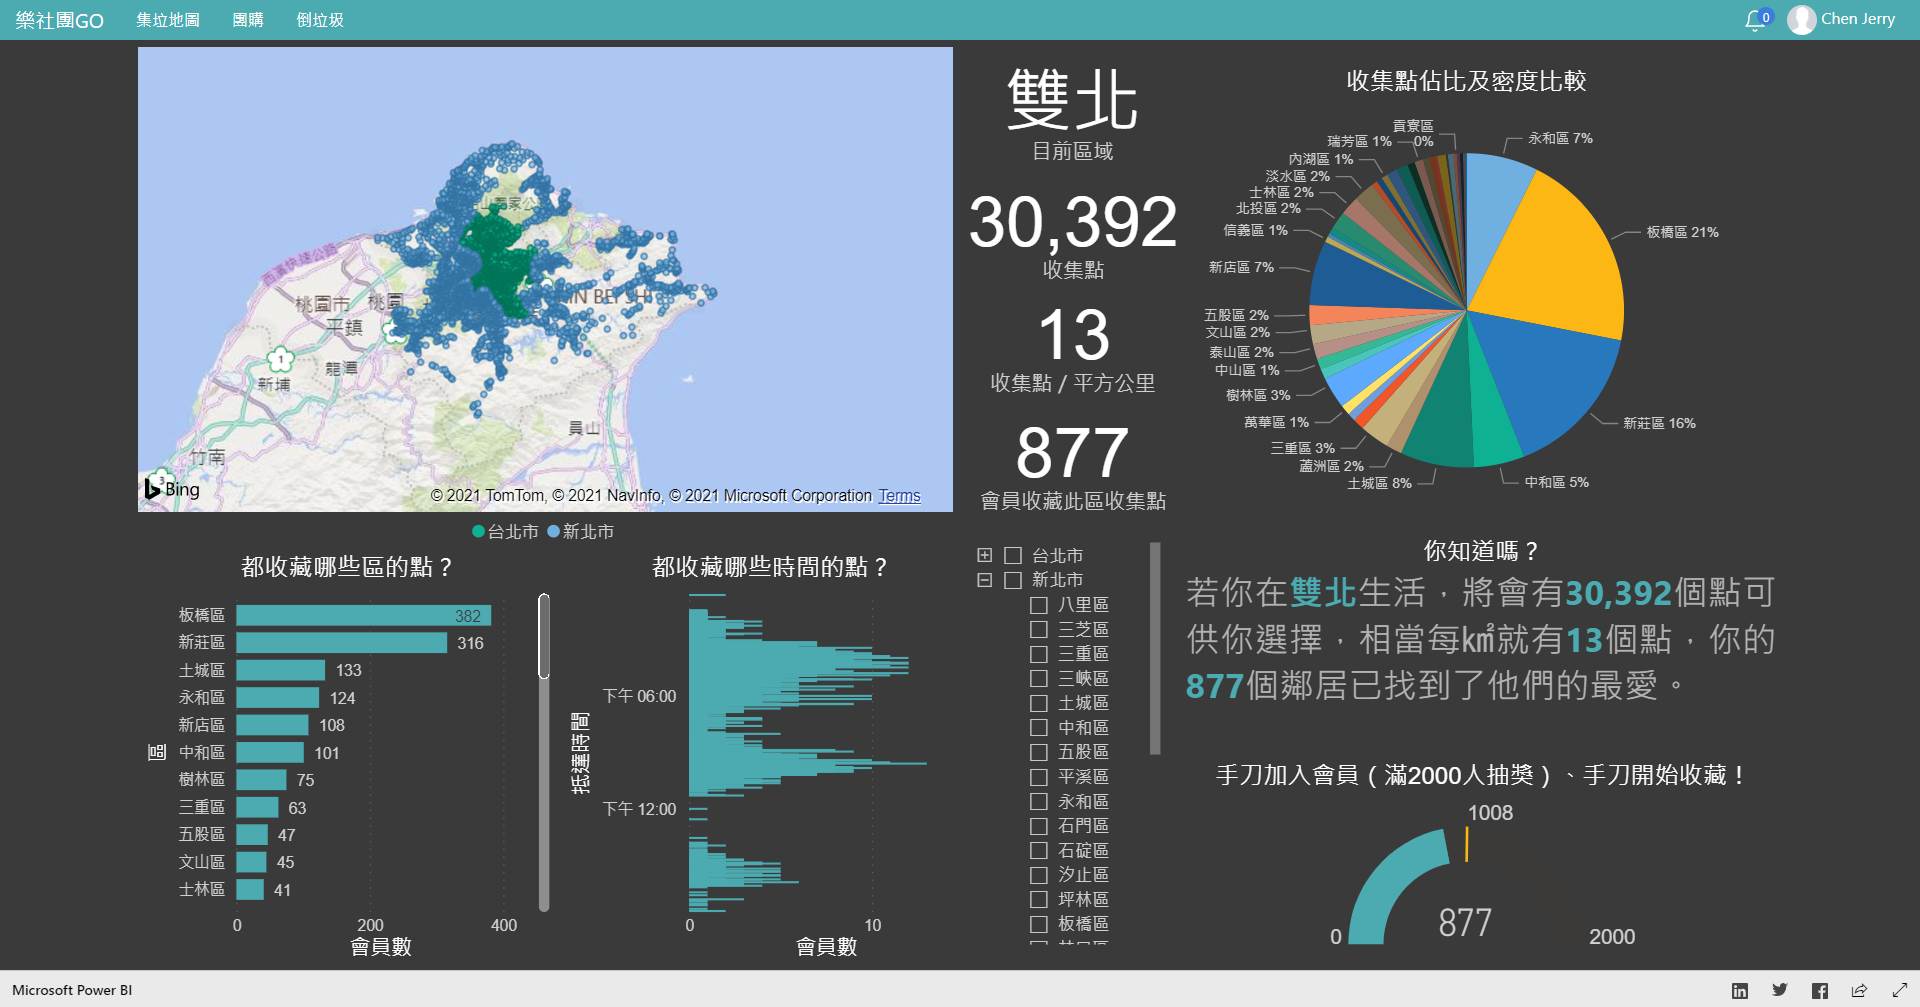 樂社團GO 集垃地圖 團購 倒垃圾 0 Chen Jerry
桃園市 桃園
平鎮
1
龍潭
新埔
員山
竹南
3
Bing
© 2021 TomTom, © 2021 NavInfo, © 2021 Microsoft Corporation Terms
台北市 新北市
雙北
目前區域
30,392
收集點
13
收集點 / 平方公里
877
會員收藏此區收集點
收集點佔比及密度比較
貢寮區
0%
瑞芳區 1%
內湖區 1%
淡水區 2%
士林區 2%
北投區 2%
信義區 1%
新店區 7%
五股區 2%
文山區 2%
泰山區 2%
中山區 1%
樹林區 3%
萬華區 1%
三重區 3%
蘆洲區 2%
土城區 8%
永和區 7%
板橋區 21%
新莊區 16%
中和區 5%
都收藏哪些區的點？
區
板橋區 382
新莊區 316
土城區 133
永和區 124
新店區 108
中和區 101
樹林區 75
三重區 63
五股區 47
文山區 45
士林區 41
0 200 400
會員數
都收藏哪些時間的點？
抵達時間
下午 06:00
下午 12:00
0 10
會員數
台北市
新北市
八里區
三芝區
三重區
三峽區
土城區
中和區
五股區
平溪區
永和區
石門區
石碇區
汐止區
坪林區
板橋區
你知道嗎？
若你在雙北生活，將會有30,392個點可
供你選擇，相當每㎢就有13個點，你的
877個鄰居已找到了他們的最愛。
手刀加入會員（滿2000人抽獎）、手刀開始收藏！
1008
877
0 2000
Microsoft Power BI